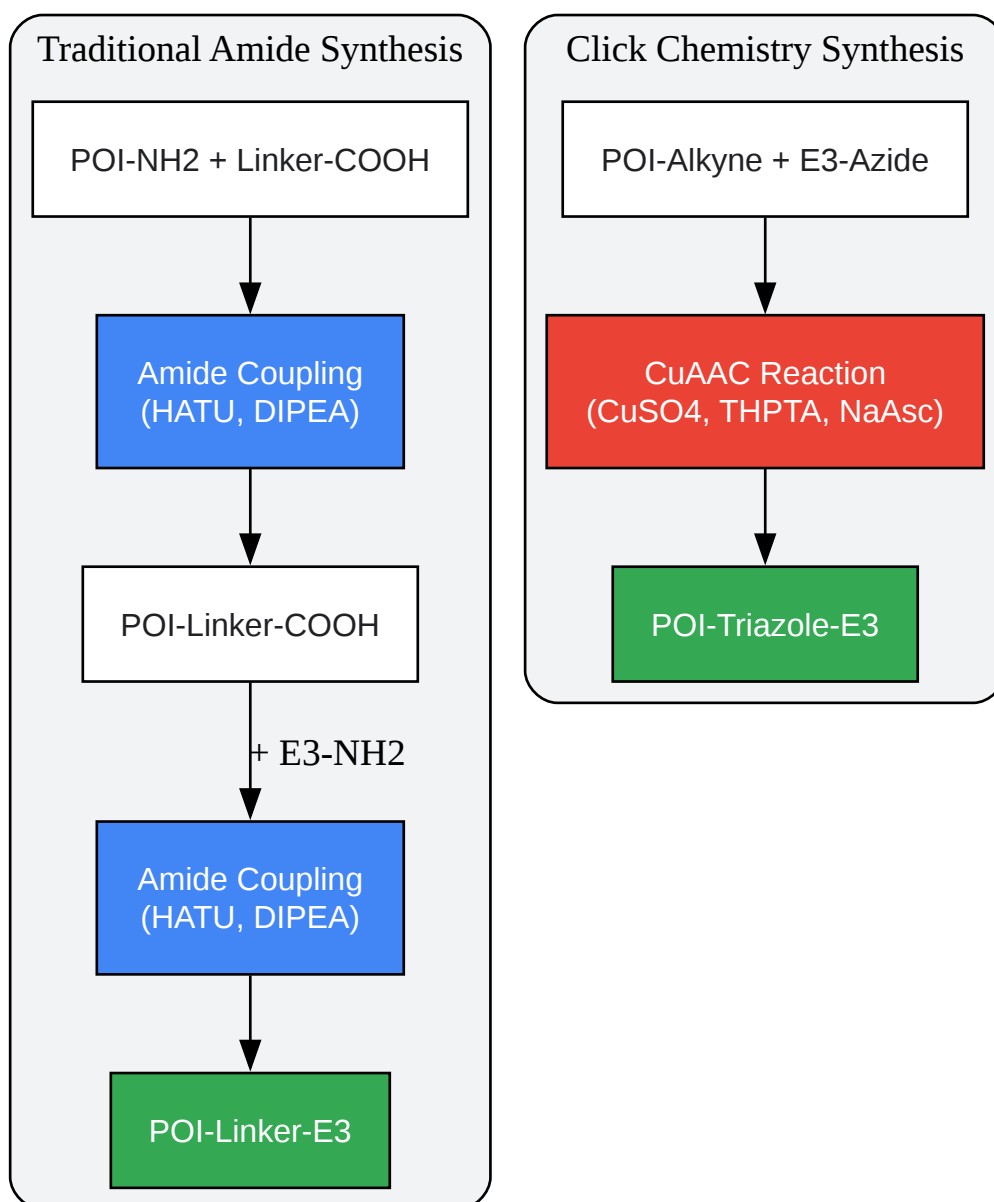 Traditional Amide Synthesis
POI-NH2 + Linker-COOH
Amide Coupling
(HATU, DIPEA)
POI-Linker-COOH
+ E3-NH2
Amide Coupling
(HATU, DIPEA)
POI-Linker-E3
Click Chemistry Synthesis
POI-Alkyne + E3-Azide
CuAAC Reaction
(CuSO4, THPTA, NaAsc)
POI-Triazole-E3